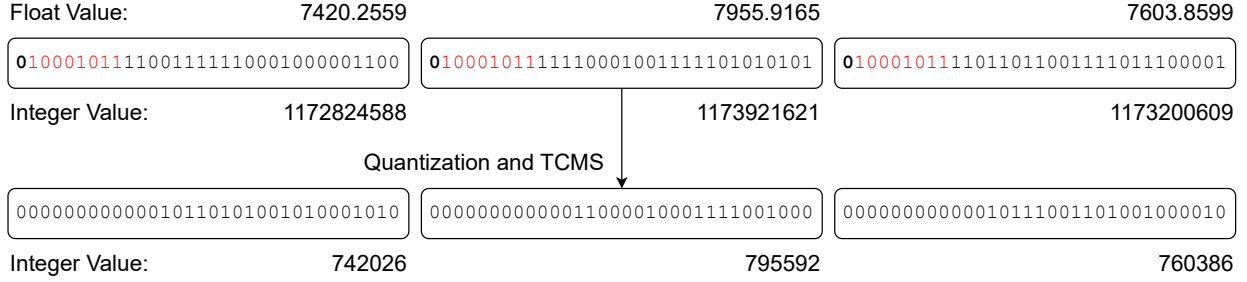 Float Value: 7420.2559 7955.9165 7603.8599
01000101111001111110001000001100 01000101111110001001111101010101 01000101111011011001111011100001
Integer Value: 1172824588 1173921621 1173200609
Quantization and TCMS
00000000000010110101001010001010 00000000000011000010001111001000 00000000000010111001101001000010
Integer Value: 742026 795592 760386